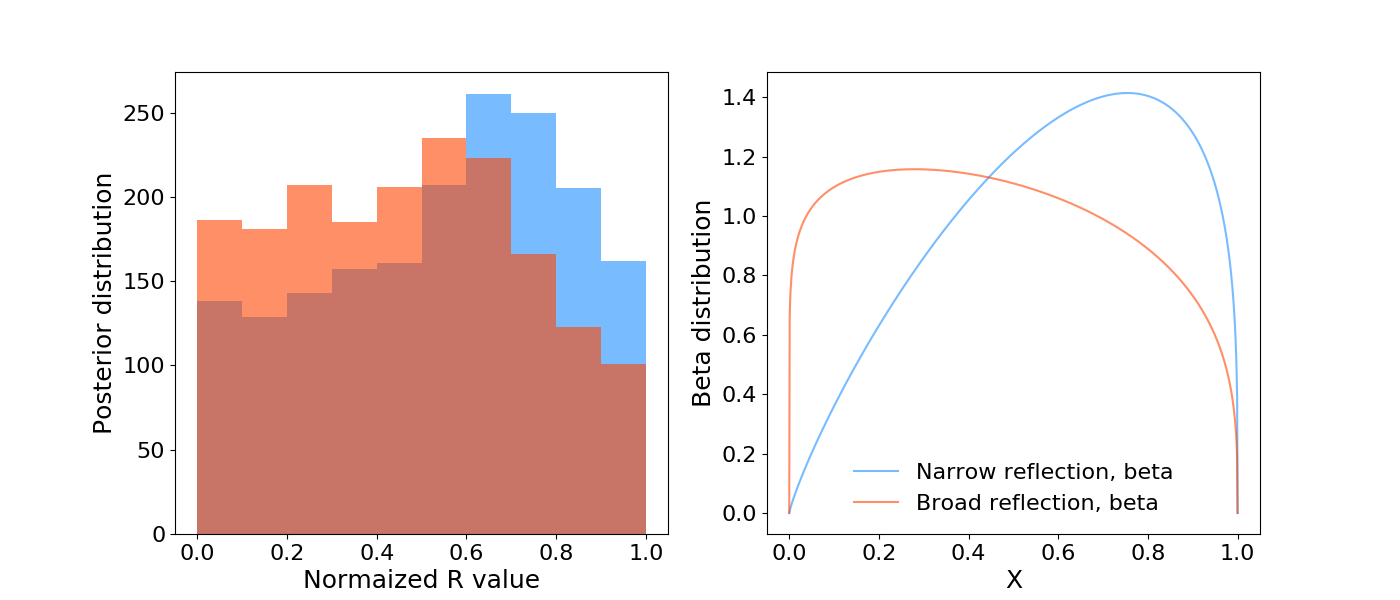 Posterior distribution
250
200
150
100
50
0
0.0 0.2 0.4 0.6 0.8 1.0
Normaized R value
Beta distribution
1.4
1.2
1.0
0.8
0.6
0.4
0.2
0.0
Narrow reflection, beta
Broad reflection, beta
0.0 0.2 0.4 0.6 0.8 1.0
X